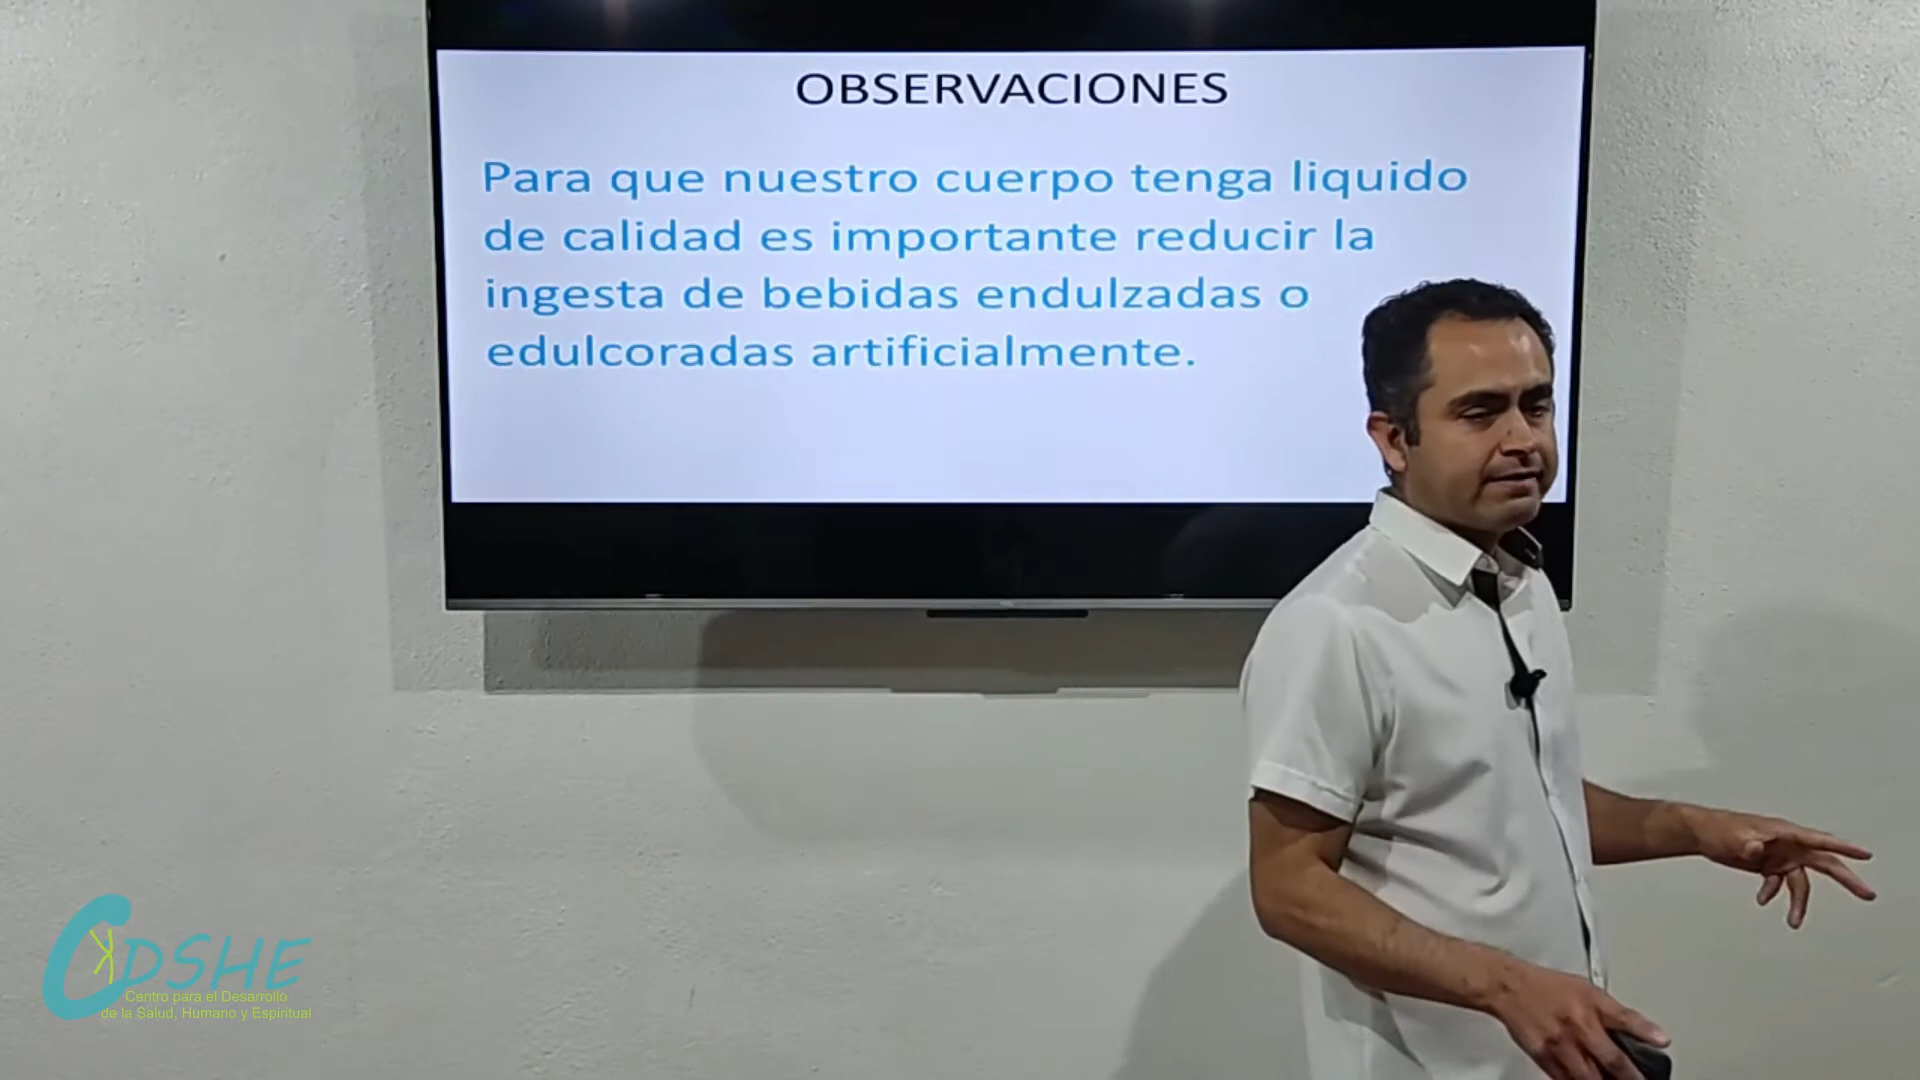 OBSERVACIONES
Para que nuestro cuerpo tenga liquido
de calidad es importante reducir la
ingesta de bebidas endulzadas o
edulcoradas artificialmente.
CDSHE
Centro para el Desarrollo
de la Salud, Humano y Espiritual